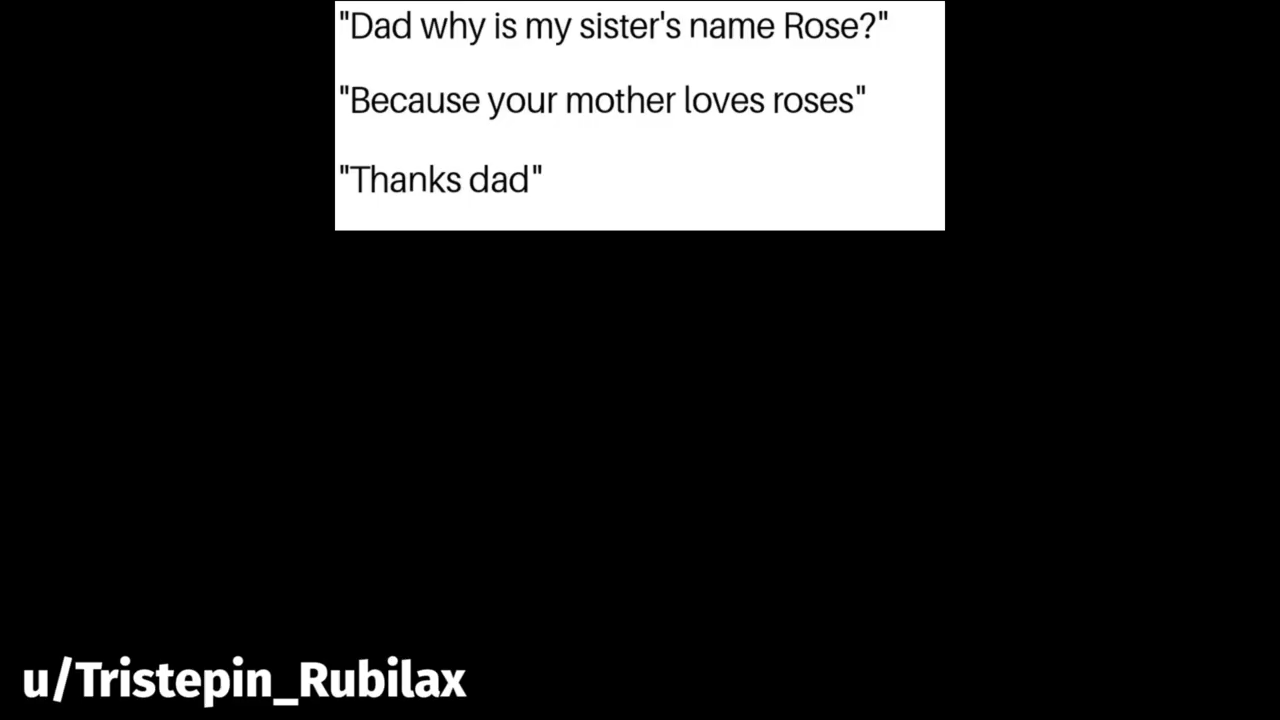 "Dad why is my sister's name Rose?"
"Because your mother loves roses"
"Thanks dad"
u/Tristepin_Rubilax